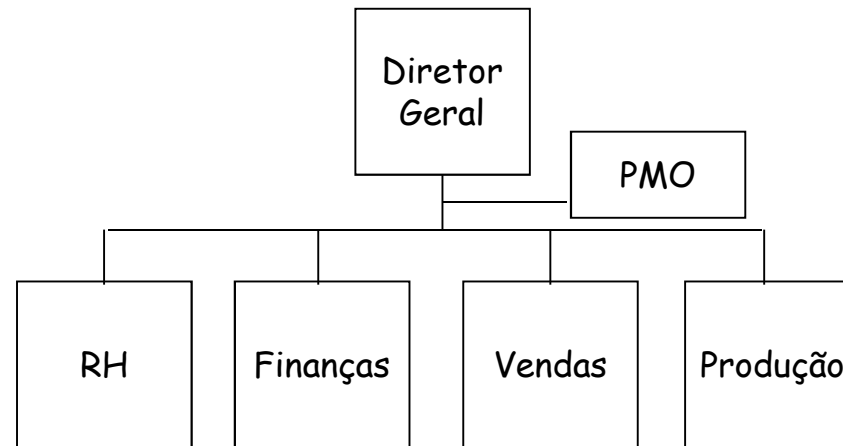 Diretor
Geral
PMO
RH
Finanças
Vendas
Produção